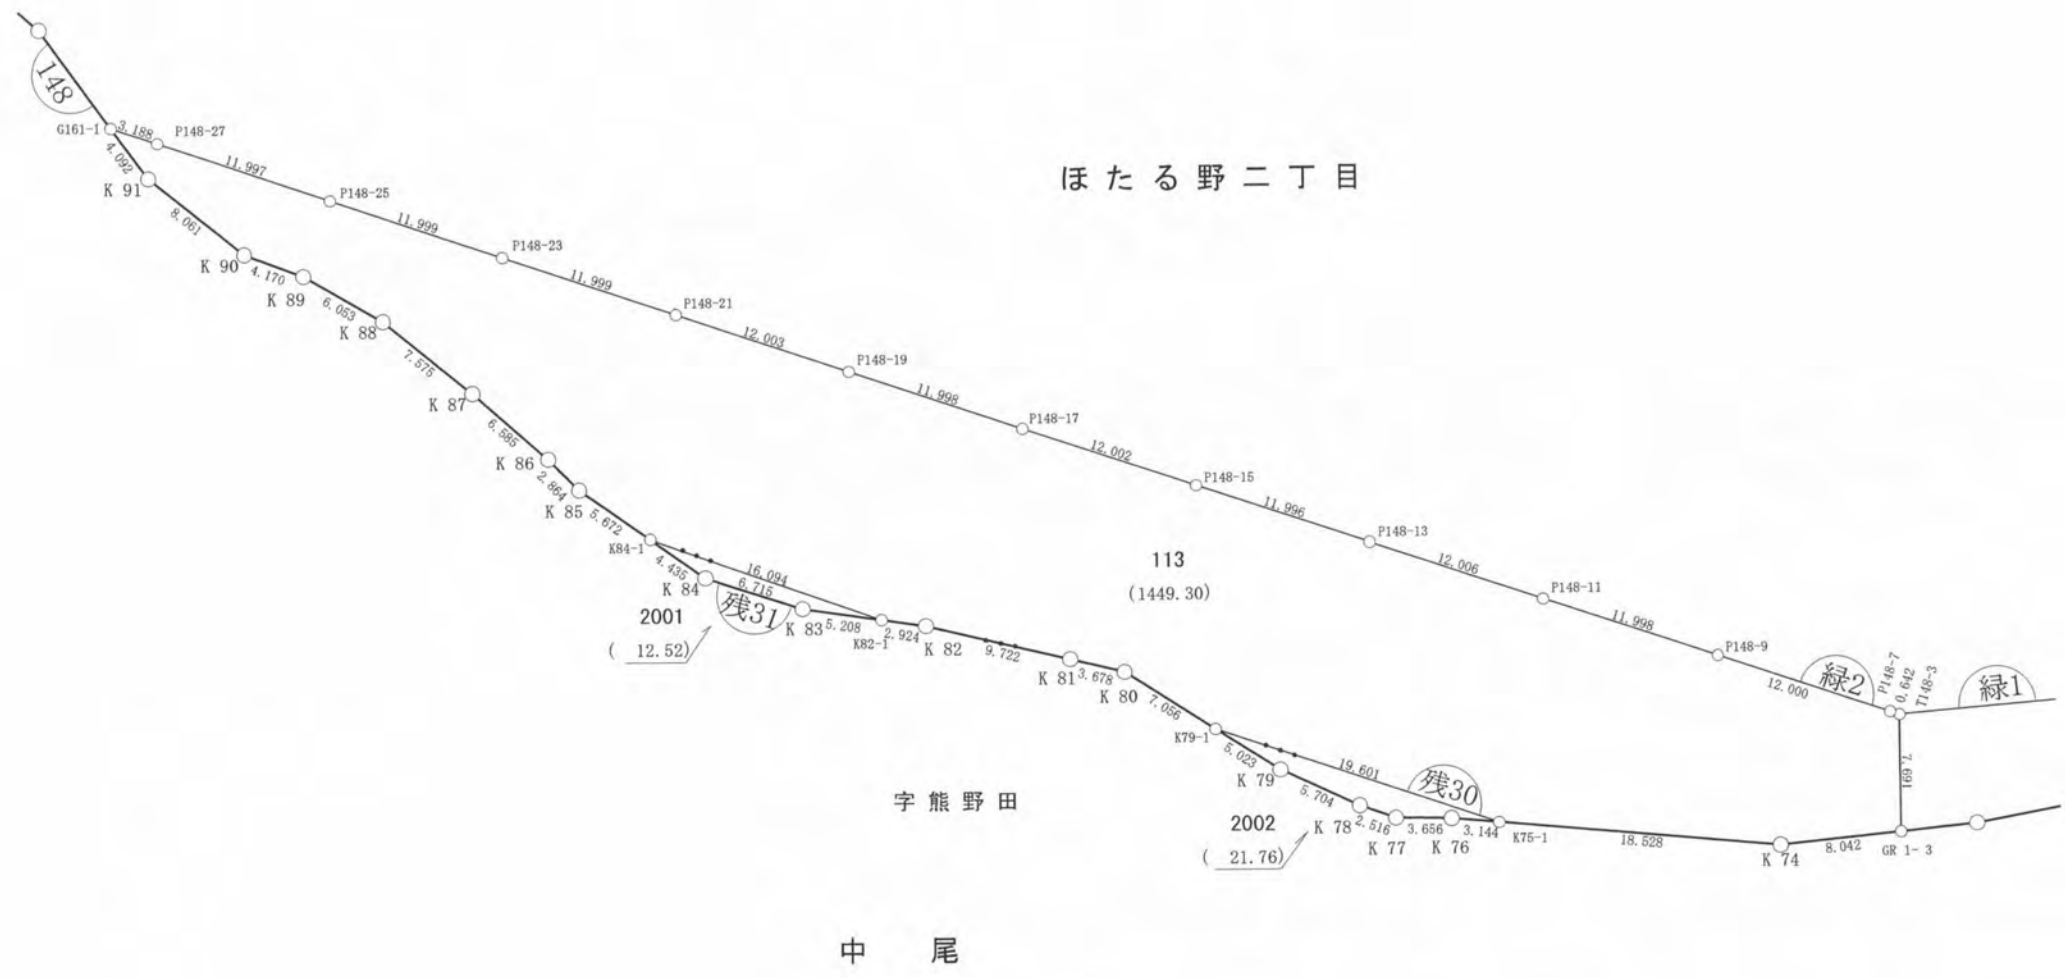 148
G161-1
3.188
P148-27
4.092
11.997
K 91
P148-25
ほたる野二丁目
8.061
11.999
P148-23
K 90
4.170
K 89
11.999
6.053
P148-21
K 88
12.003
7.575
P148-19
K 87
11.998
6.585
P148-17
K 86
12.002
2.864
P148-15
K 85
11.996
5.672
P148-13
K84-1
113
12.006
4.435
16.094
(1449.30)
P148-11
K 84
6.715
11.998
2001
残31
K 83
5.208
K82-1
2.924
K 82
( 12.52)
9.722
P148-9
K 81
3.678
K 80
12.000
緑2
P148-7
0.642
T148-3
緑1
7.056
K79-1
5.023
19.601
7.691
K 79
残30
字熊野田
5.704
2002
K 78
2.516
K 77
3.656
K 76
3.144
K75-1
18.528
K 74
8.042
GR 1- 3
( 21.76)
中 尾